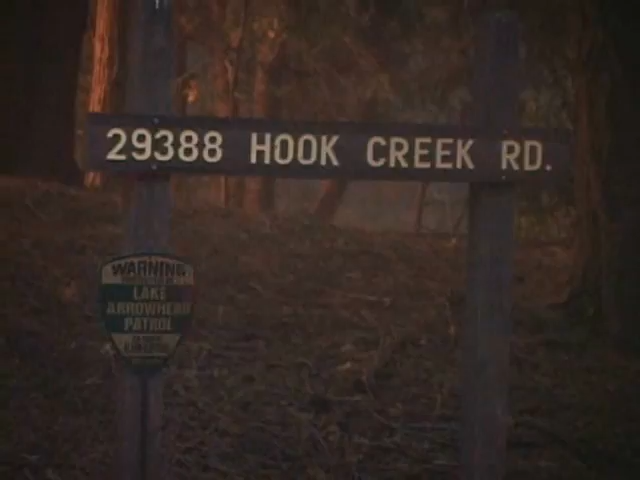 29388 HOOK CREEK RD.
WARNING
LAKE
ARROWHEAD
PATROL